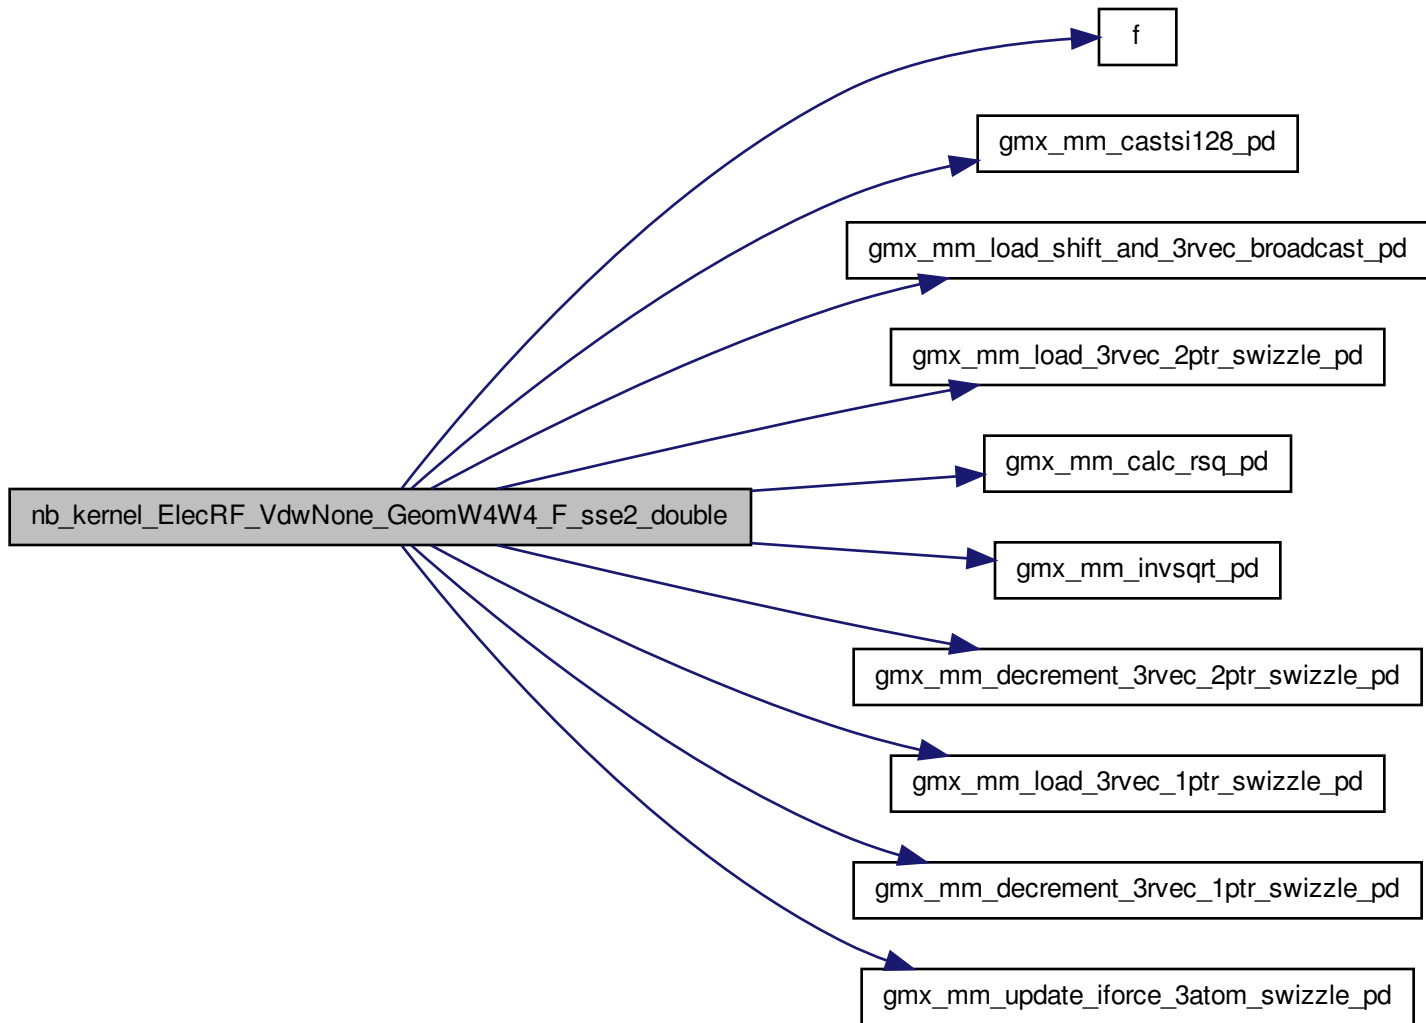 f
gmx_mm_castsi128_pd
gmx_mm_load_shift_and_3rvec_broadcast_pd
gmx_mm_load_3rvec_2ptr_swizzle_pd
gmx_mm_calc_rsq_pd
nb_kernel_ElecRF_VdwNone_GeomW4W4_F_sse2_double
gmx_mm_invsqrt_pd
gmx_mm_decrement_3rvec_2ptr_swizzle_pd
gmx_mm_load_3rvec_1ptr_swizzle_pd
gmx_mm_decrement_3rvec_1ptr_swizzle_pd
gmx_mm_update_iforce_3atom_swizzle_pd